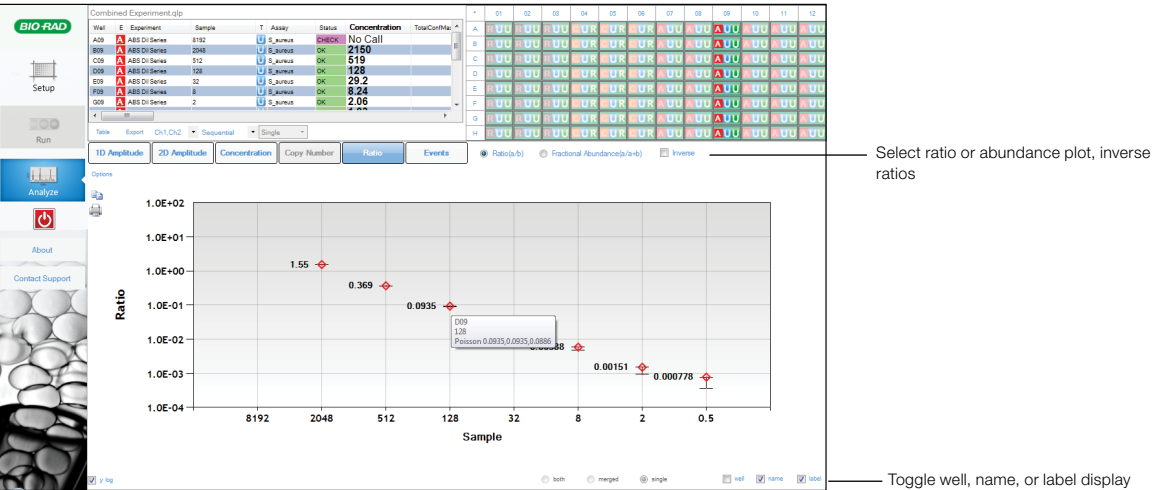 Combined Experiment.qlp
BIO-RAD
Setup
Run
Analyze
About
Contact Support
Well E Experiment Sample T Assay Status Concentration TotalConfMax
A09 A ABS Dil Series 8192 U S_aureus CHECK No Call
B09 A ABS Dil Series 2048 U S_aureus OK 2150
C09 A ABS Dil Series 512 U S_aureus OK 519
D09 A ABS Dil Series 128 U S_aureus OK 128
E09 A ABS Dil Series 32 U S_aureus OK 29.2
F09 A ABS Dil Series 8 U S_aureus OK 8.24
G09 A ABS Dil Series 2 U S_aureus OK 2.06
Table Export Ch1,Ch2 Sequential Single
* 01 02 03 04 05 06 07 08 09 10 11 12
A
B
C
D
E
F
G
H
1D Amplitude 2D Amplitude Concentration Copy Number Ratio Events
Ratio(a/b) Fractional Abundance(a/a+b) Inverse
Select ratio or abundance plot, inverse
ratios
Options
1.0E+02
1.0E+01
1.0E+00
1.0E-01
1.0E-02
1.0E-03
1.0E-04
Ratio
1.55
0.369
0.0935
D09
128
Poisson 0.0935,0.0935,0.0886
0.00151
0.000778
8192 2048 512 128 32 8 2 0.5
Sample
y log both merged single well name label
Toggle well, name, or label display